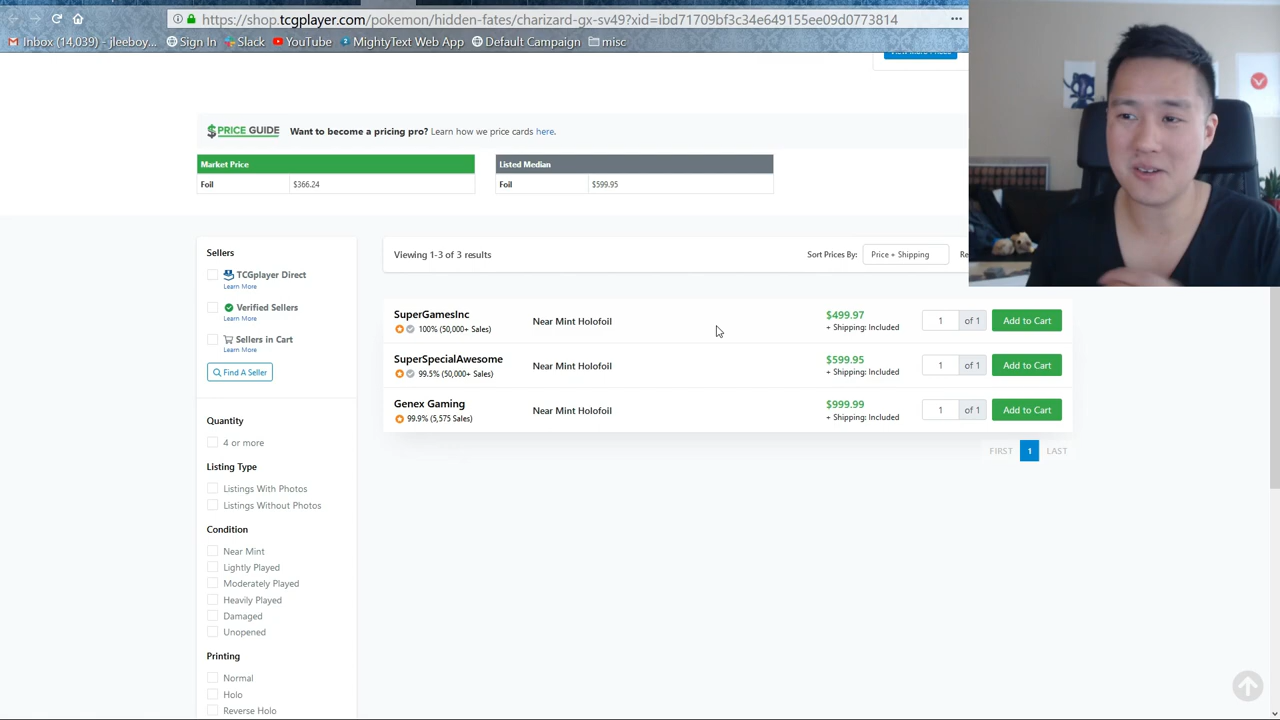 https://shop.tcgplayer.com/pokemon/hidden-fates/charizard-gx-sv49?xid=ibd71709bf3c34e649155ee09d0773814
Inbox (14,039) - jleeboy... Sign In Slack YouTube MightyText Web App Default Campaign misc
PRICE GUIDE Want to become a pricing pro? Learn how we price cards here.
Market Price Listed Median
Foil $366.24 Foil $599.95
Sellers
Viewing 1-3 of 3 results Sort Prices By: Price + Shipping
TCGplayer Direct
Learn More
Verified Sellers
Learn More
Sellers in Cart
Learn More
Find A Seller
SuperGamesInc Near Mint Holofoil $499.97 1 of 1 Add to Cart
100% (50,000+ Sales) + Shipping: Included
SuperSpecialAwesome Near Mint Holofoil $599.95 1 of 1 Add to Cart
99.5% (50,000+ Sales) + Shipping: Included
Genex Gaming Near Mint Holofoil $999.99 1 of 1 Add to Cart
99.9% (5,575 Sales) + Shipping: Included
FIRST 1 LAST
Quantity
4 or more
Listing Type
Listings With Photos
Listings Without Photos
Condition
Near Mint
Lightly Played
Moderately Played
Heavily Played
Damaged
Unopened
Printing
Normal
Holo
Reverse Holo